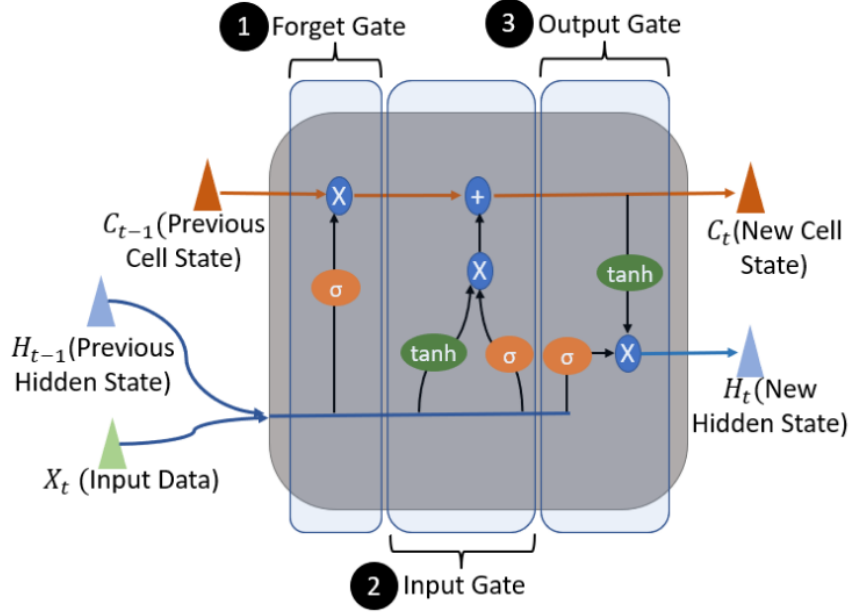 1 Forget Gate
3 Output Gate
X
+
C_{t-1}(Previous
Cell State)
C_t(New Cell
State)
σ
X
tanh
H_{t-1}(Previous
Hidden State)
tanh
σ
σ
X
H_t(New
Hidden State)
X_t (Input Data)
2 Input Gate